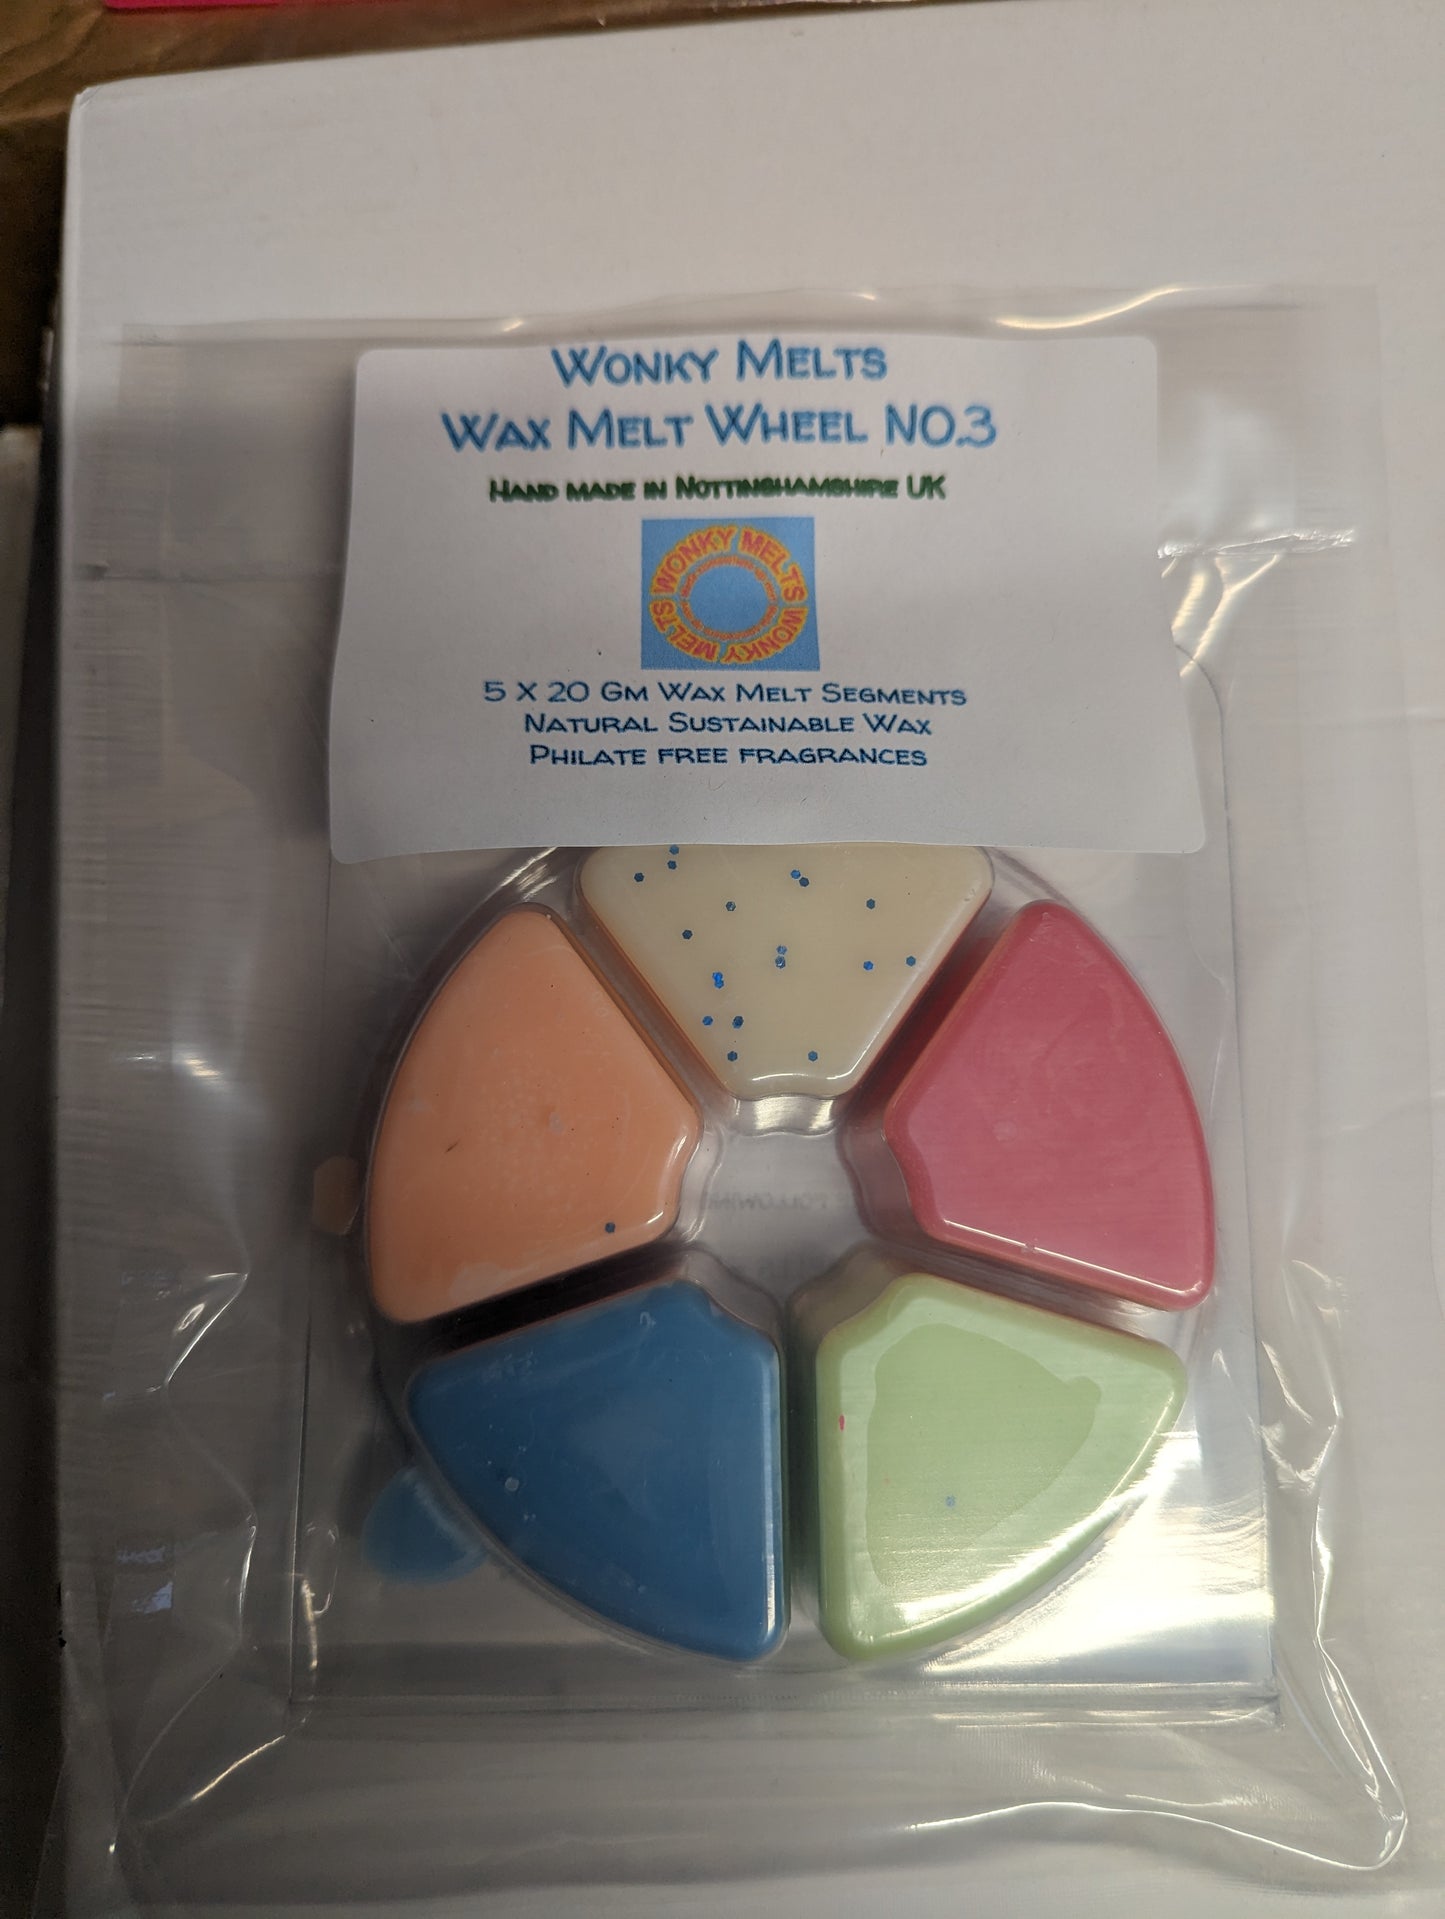 Wonky Melts
Wax Melt Wheel NO.3
Hand made in Nottinghamshire UK
WONKY MELTS WONKY MELTS
5 X 20 Gm Wax Melt Segments
Natural Sustainable Wax
Philate free fragrances